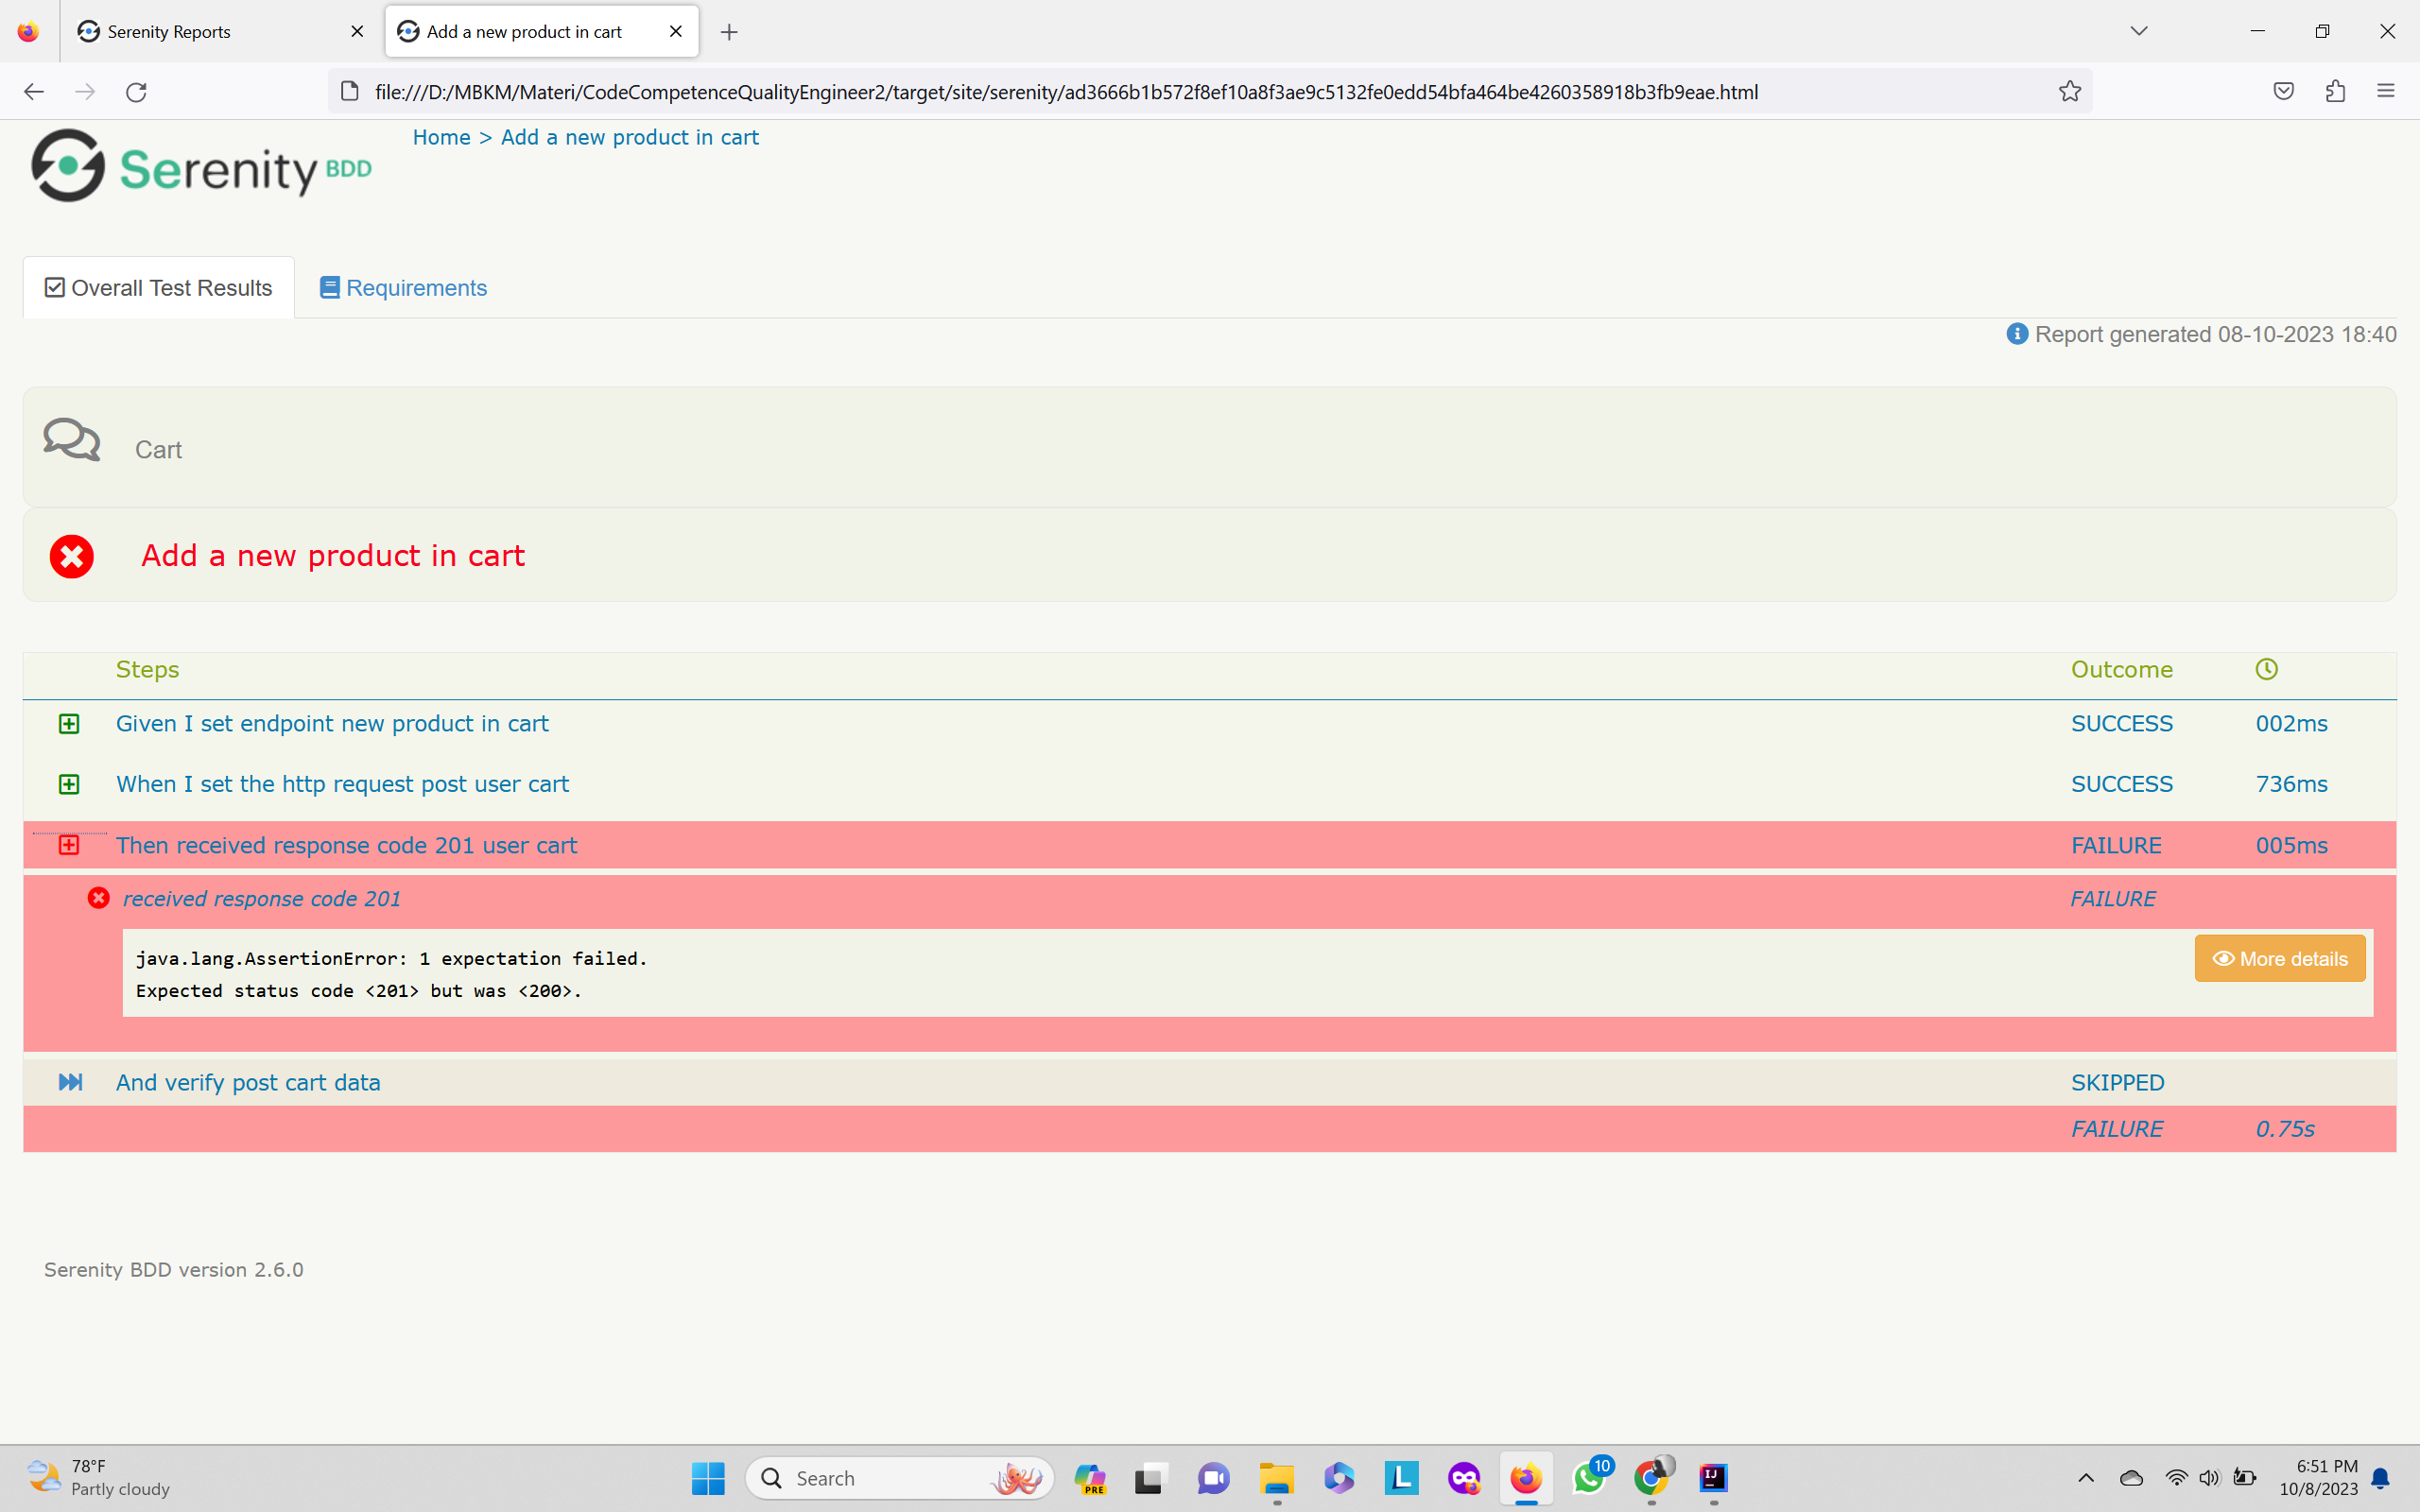 Serenity Reports
Add a new product in cart
file:///D:/MBKM/Materi/CodeCompetenceQualityEngineer2/target/site/serenity/ad3666b1b572f8ef10a8f3ae9c5132fe0edd54bfa464be4260358918b3fb9eae.html
Serenity BDD
Home > Add a new product in cart
Overall Test Results
Requirements
Report generated 08-10-2023 18:40
Cart
Add a new product in cart
Steps Outcome
Given I set endpoint new product in cart SUCCESS 002ms
When I set the http request post user cart SUCCESS 736ms
Then received response code 201 user cart FAILURE 005ms
received response code 201 FAILURE
java.lang.AssertionError: 1 expectation failed.
Expected status code <201> but was <200>.
More details
And verify post cart data SKIPPED
FAILURE 0.75s
Serenity BDD version 2.6.0
78°F
Partly cloudy
Search
PRE
L
10
IJ
6:51 PM
10/8/2023